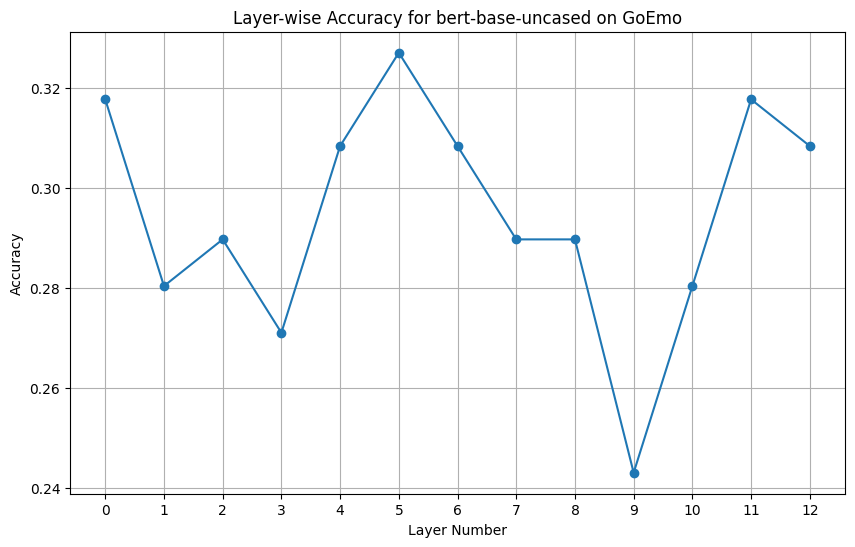 Layer-wise Accuracy for bert-base-uncased on GoEmo
Accuracy
0.32
0.30
0.28
0.26
0.24
0 1 2 3 4 5 6 7 8 9 10 11 12
Layer Number